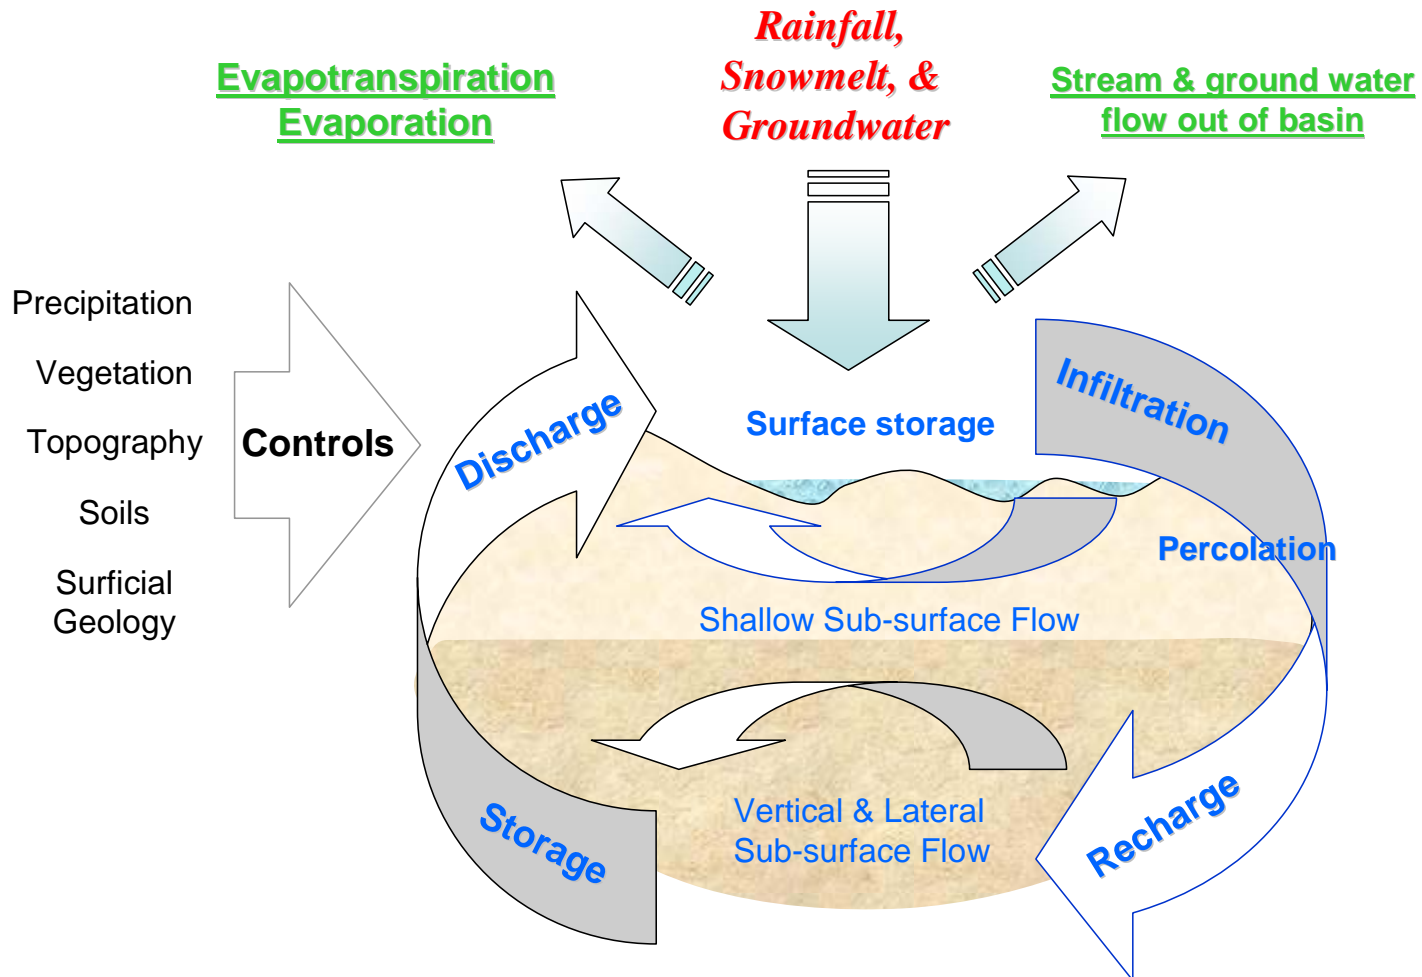 Rainfall,
Snowmelt, &
Groundwater
Evapotranspiration
Evaporation
Stream & ground water
flow out of basin
Precipitation
Vegetation
Topography
Soils
Surficial
Geology
Controls
Discharge
Surface storage
Infiltration
Percolation
Shallow Sub-surface Flow
Vertical & Lateral
Sub-surface Flow
Storage
Recharge